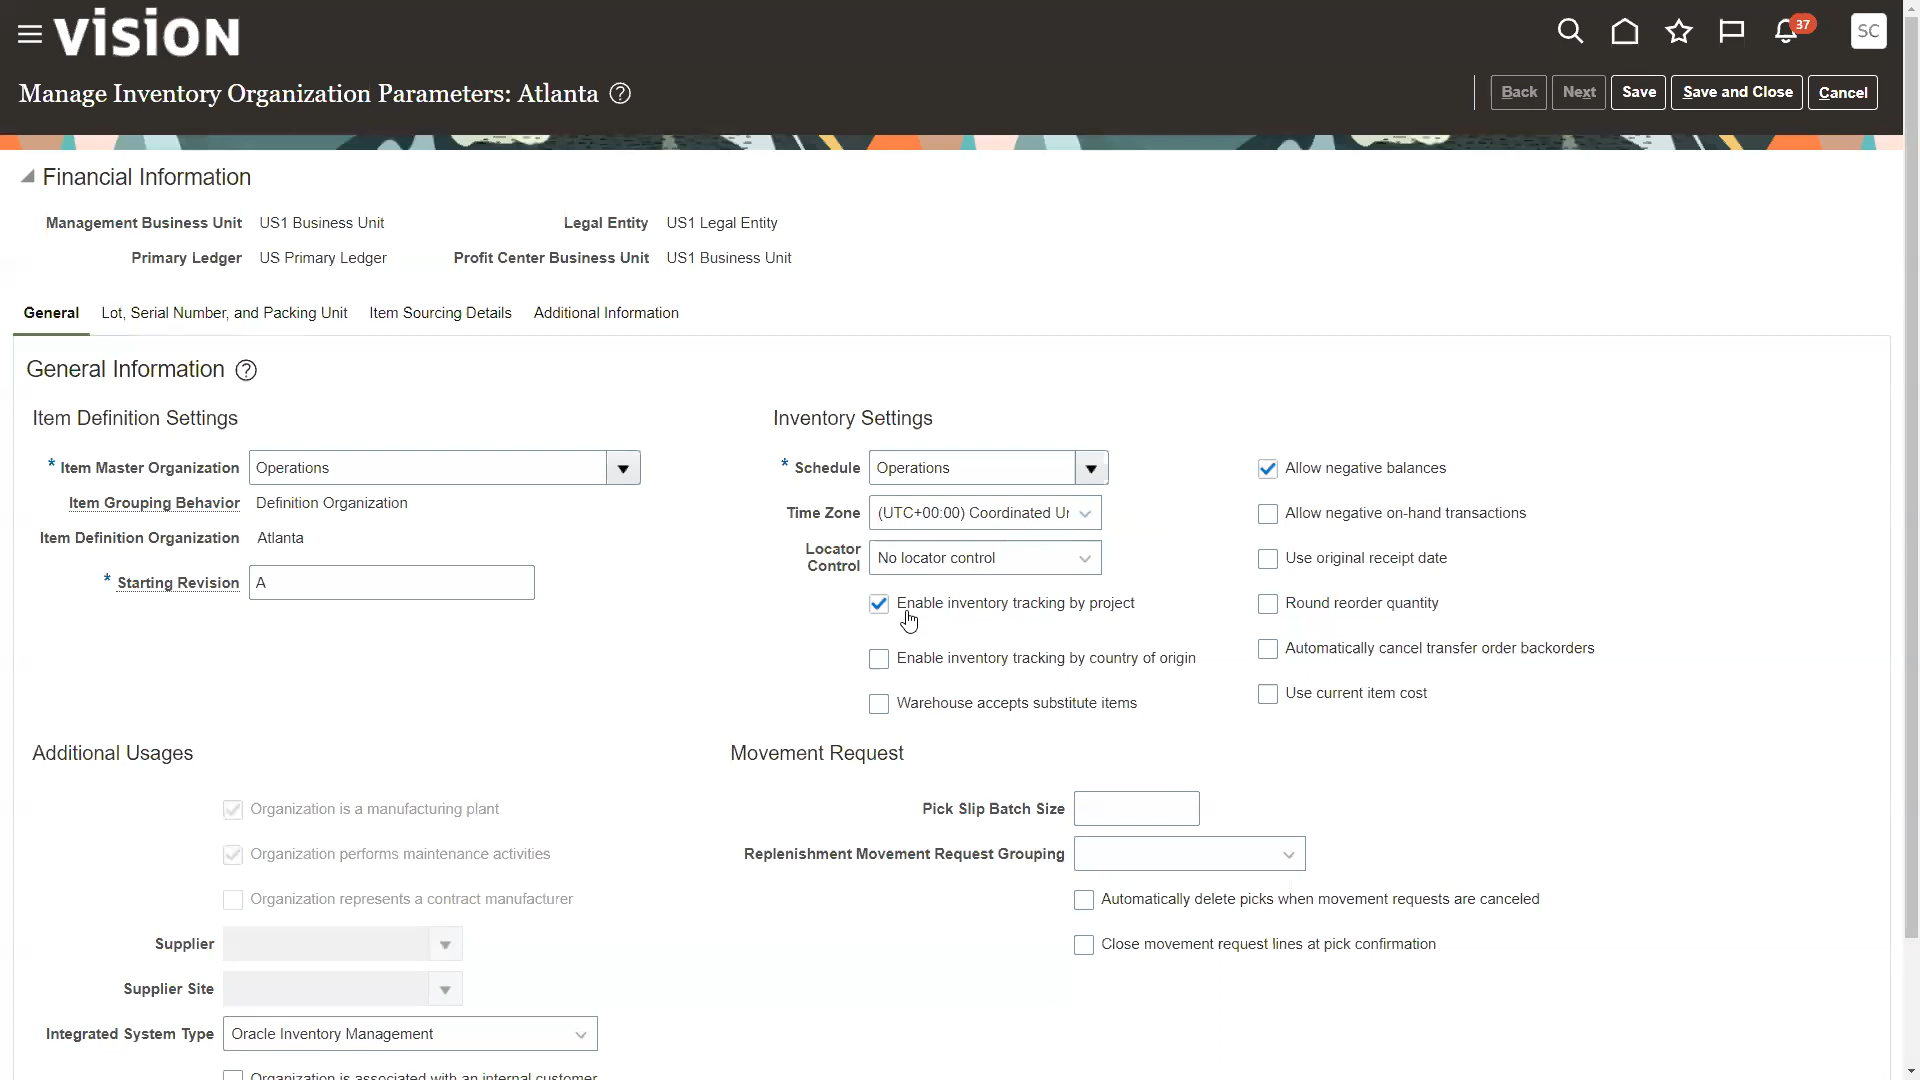 vision
37
SC
Manage Inventory Organization Parameters: Atlanta ?
Back Next Save Save and Close Cancel
Financial Information
Management Business Unit US1 Business Unit Legal Entity US1 Legal Entity
Primary Ledger US Primary Ledger Profit Center Business Unit US1 Business Unit
General Lot, Serial Number, and Packing Unit Item Sourcing Details Additional Information
General Information ?
Item Definition Settings Inventory Settings
* Item Master Organization Operations * Schedule Operations Allow negative balances
Item Grouping Behavior Definition Organization Time Zone (UTC+00:00) Coordinated Allow negative on-hand transactions
Item Definition Organization Atlanta Locator Control No locator control Use original receipt date
* Starting Revision A Enable inventory tracking by project Round reorder quantity
Enable inventory tracking by country of origin Automatically cancel transfer order backorders
Warehouse accepts substitute items Use current item cost
Additional Usages Movement Request
Organization is a manufacturing plant Pick Slip Batch Size
Organization performs maintenance activities Replenishment Movement Request Grouping
Organization represents a contract manufacturer Automatically delete picks when movement requests are canceled
Supplier Close movement request lines at pick confirmation
Supplier Site
Integrated System Type Oracle Inventory Management
Organization is associated with an internal customer